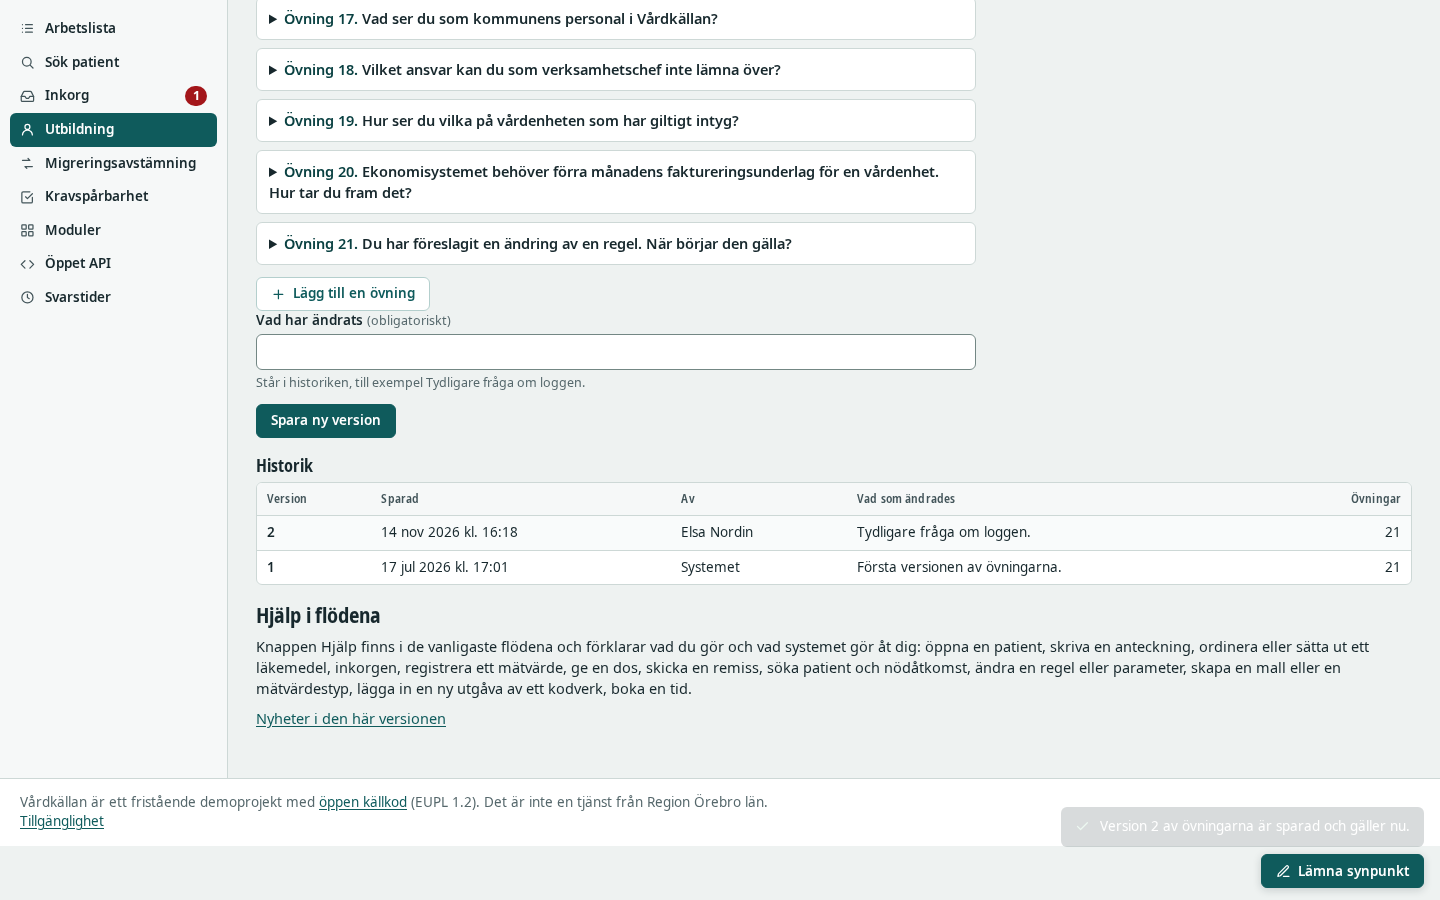 Arbetslista
Sök patient
Inkorg 1
Utbildning
Migreringsavstämning
Kravspårbarhet
Moduler
Öppet API
Svarstider
Övning 17. Vad ser du som kommunens personal i Vårdkällan?
Övning 18. Vilket ansvar kan du som verksamhetschef inte lämna över?
Övning 19. Hur ser du vilka på vårdenheten som har giltigt intyg?
Övning 20. Ekonomisystemet behöver förra månadens faktureringsunderlag för en vårdenhet.
Hur tar du fram det?
Övning 21. Du har föreslagit en ändring av en regel. När börjar den gälla?
Lägg till en övning
Vad har ändrats (obligatoriskt)
Står i historiken, till exempel Tydligare fråga om loggen.
Spara ny version
Historik
Version Sparad Av Vad som ändrades Övningar
2 14 nov 2026 kl. 16:18 Elsa Nordin Tydligare fråga om loggen. 21
1 17 jul 2026 kl. 17:01 Systemet Första versionen av övningarna. 21
Hjälp i flödena
Knappen Hjälp finns i de vanligaste flödena och förklarar vad du gör och vad systemet gör åt dig: öppna en patient, skriva en anteckning, ordinera eller sätta ut ett
läkemedel, inkorgen, registrera ett mätvärde, ge en dos, skicka en remiss, söka patient och nödåtkomst, ändra en regel eller parameter, skapa en mall eller en
mätvärdestyp, lägga in en ny utgåva av ett kodverk, boka en tid.
Nyheter i den här versionen
Vårdkällan är ett fristående demoprojekt med öppen källkod (EUPL 1.2). Det är inte en tjänst från Region Örebro län.
Tillgänglighet
Version 2 av övningarna är sparad och gäller nu.
Lämna synpunkt